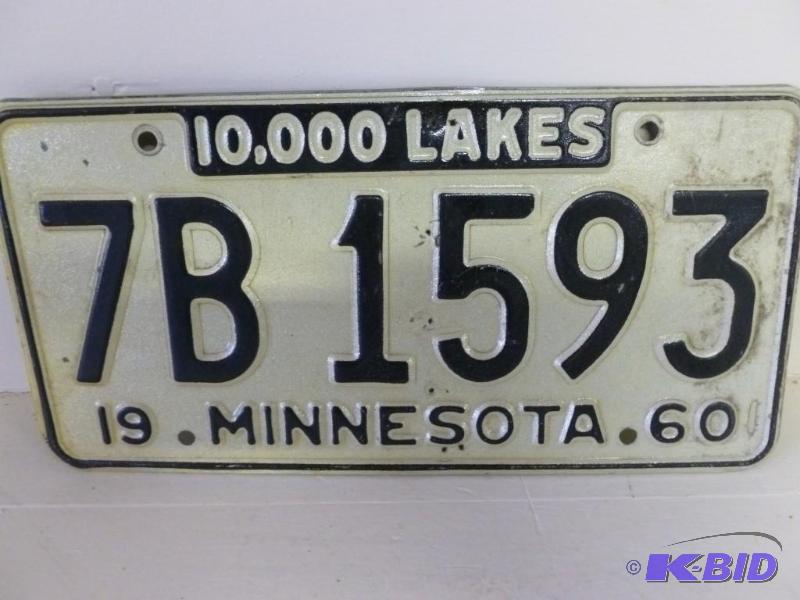 10,000 LAKES
7B 1593
19 MINNESOTA 60
© K-BID